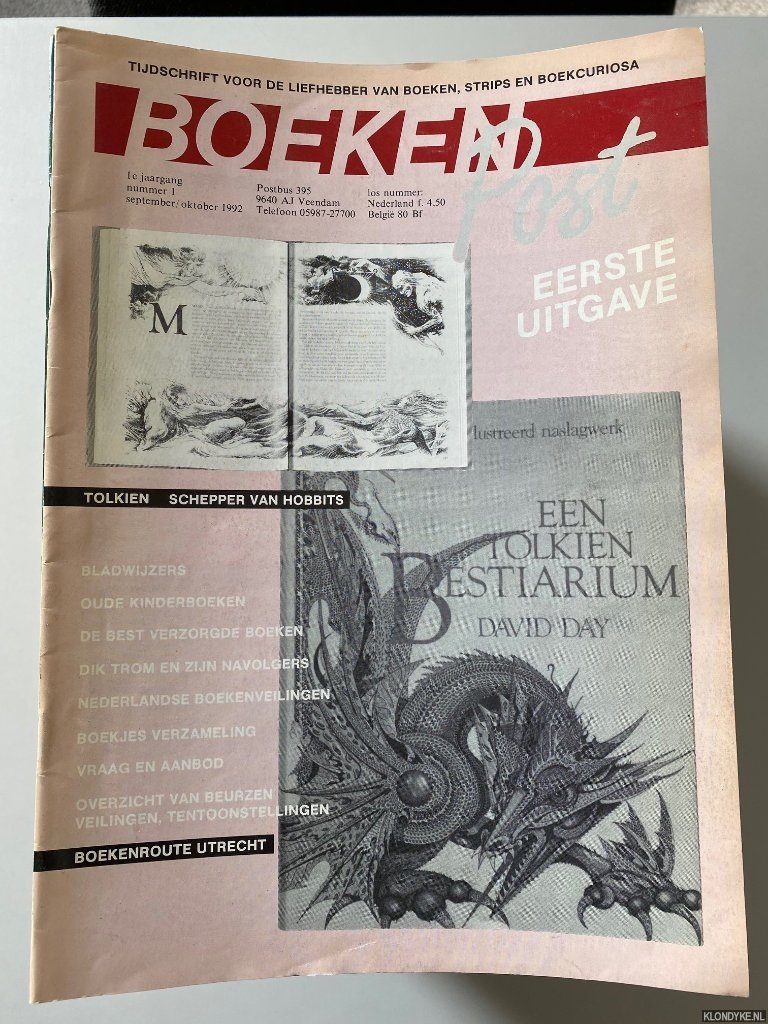 TIJDSCHRIFT VOOR DE LIEFHEBBER VAN BOEKEN, STRIPS EN BOEKCURIOSA
BOEKEN
Post
1e jaargang
nummer 1
september/oktober 1992
Postbus 395
9640 AJ Veendam
Telefoon 05987-27700
los nummer:
Nederland f. 4,50
België 80 Bf
EERSTE
UITGAVE
M
lustreerd naslagwerk
TOLKIEN SCHEPPER VAN HOBBITS
EEN
TOLKIEN
BESTIARIUM
DAVID DAY
BLADWIJZERS
OUDE KINDERBOEKEN
DE BEST VERZORGDE BOEKEN
DIK TROM EN ZIJN NAVOLGERS
NEDERLANDSE BOEKENVEILINGEN
BOEKJES VERZAMELING
VRAAG EN AANBOD
OVERZICHT VAN BEURZEN
VEILINGEN, TENTOONSTELLINGEN
BOEKENROUTE UTRECHT
KLONDYKE.NL